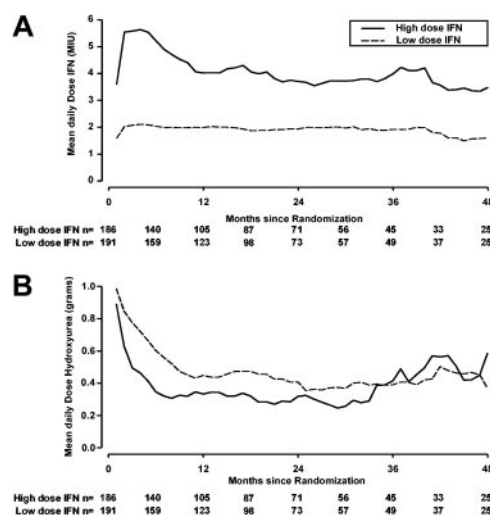 A
High dose IFN
Low dose IFN
Mean daily Dose IFN (MIU)
6
5
4
3
2
1
0
0 12 24 36 48
Months since Randomization
High dose IFN n= 186 140 105 87 71 56 45 33 25
Low dose IFN n= 191 159 123 98 73 57 49 37 25
B
Mean daily Dose Hydroxyurea (grams)
1.0
0.8
0.6
0.4
0.2
0.0
0 12 24 36 48
Months since Randomization
High dose IFN n= 186 140 105 87 71 56 45 33 25
Low dose IFN n= 191 159 123 98 73 57 49 37 25